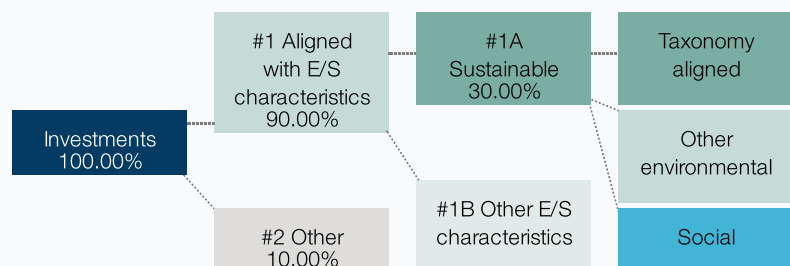 #1 Aligned
with E/S
characteristics
90.00%
#1A
Sustainable
30.00%
Taxonomy
aligned
Investments
100.00%
Other
environmental
#1B Other E/S
characteristics
#2 Other
10.00%
Social